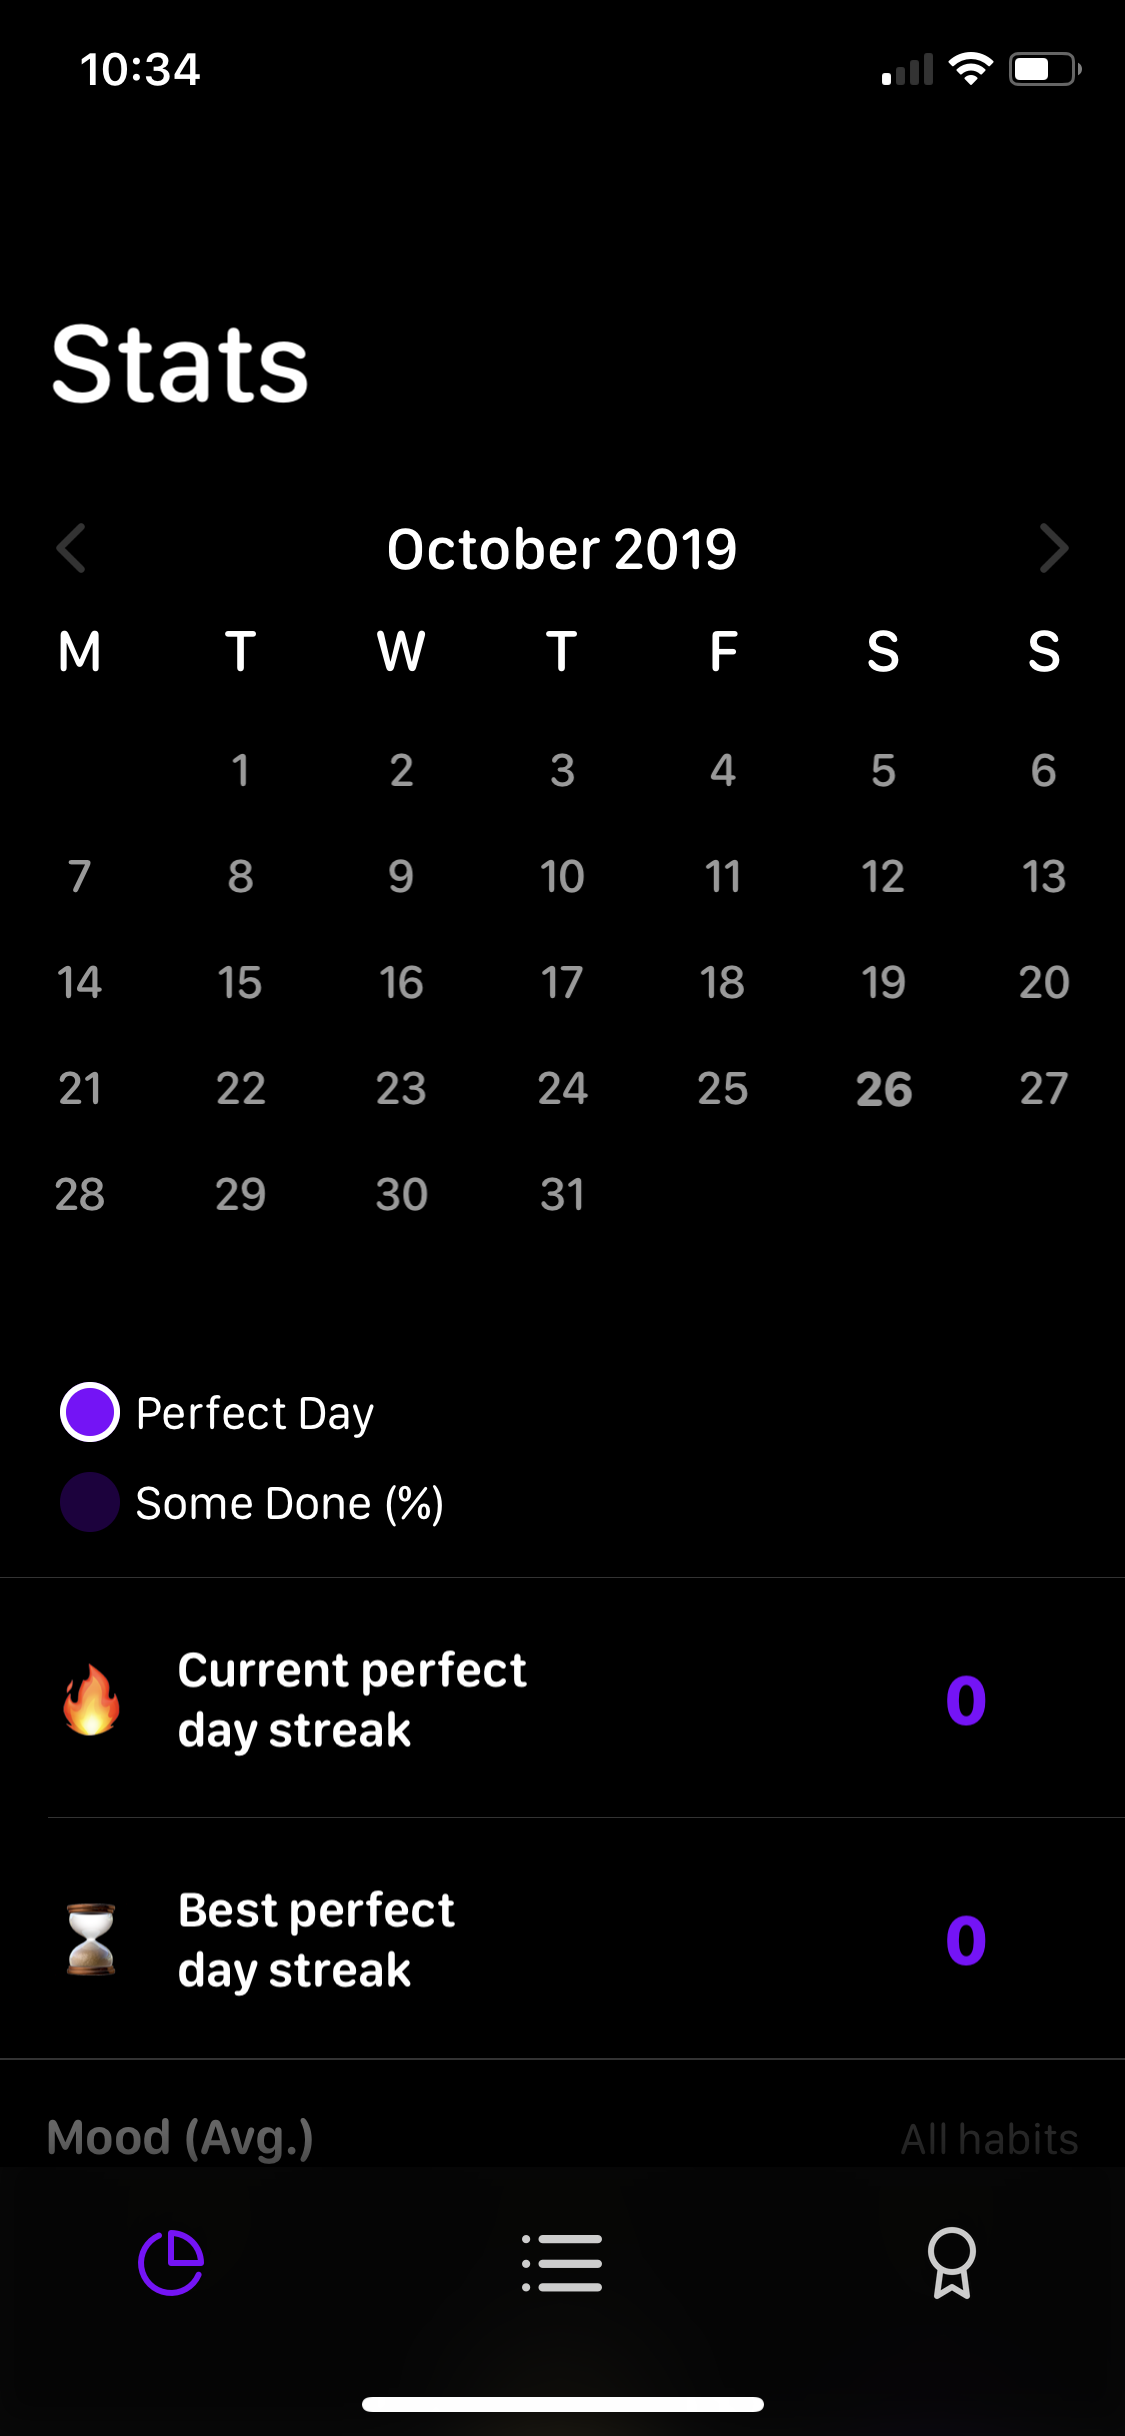 10:34
Stats
October 2019
M T W T F S S
1 2 3 4 5 6
7 8 9 10 11 12 13
14 15 16 17 18 19 20
21 22 23 24 25 26 27
28 29 30 31
Perfect Day
Some Done (%)
Current perfect
day streak
0
Best perfect
day streak
0
Mood (Avg.) All habits